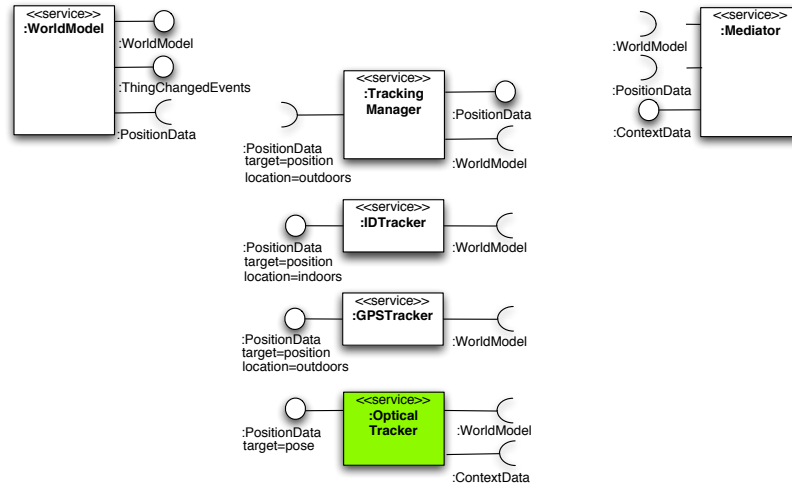 <<service>>
:WorldModel
:WorldModel
:ThingChangedEvents
:PositionData
<<service>>
:Tracking
Manager
:PositionData
:PositionData
target=position
location=outdoors
:WorldModel
<<service>>
:Mediator
:WorldModel
:PositionData
:ContextData
<<service>>
:IDTracker
:PositionData
target=position
location=indoors
:WorldModel
<<service>>
:GPSTracker
:PositionData
target=position
location=outdoors
:WorldModel
<<service>>
:Optical
Tracker
:PositionData
target=pose
:WorldModel
:ContextData